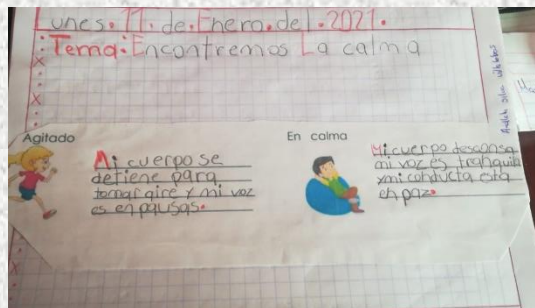 Lunes.11.de.Enero.del.2021.
Tema:Encontremos La calma
Agitado
Mi cuerpo se
detiene para
tomar aire y mi voz
es en pausas.
En calma
Mi cuerpo descansa
mi voz es tranquila
y mi conducta está
en paz.